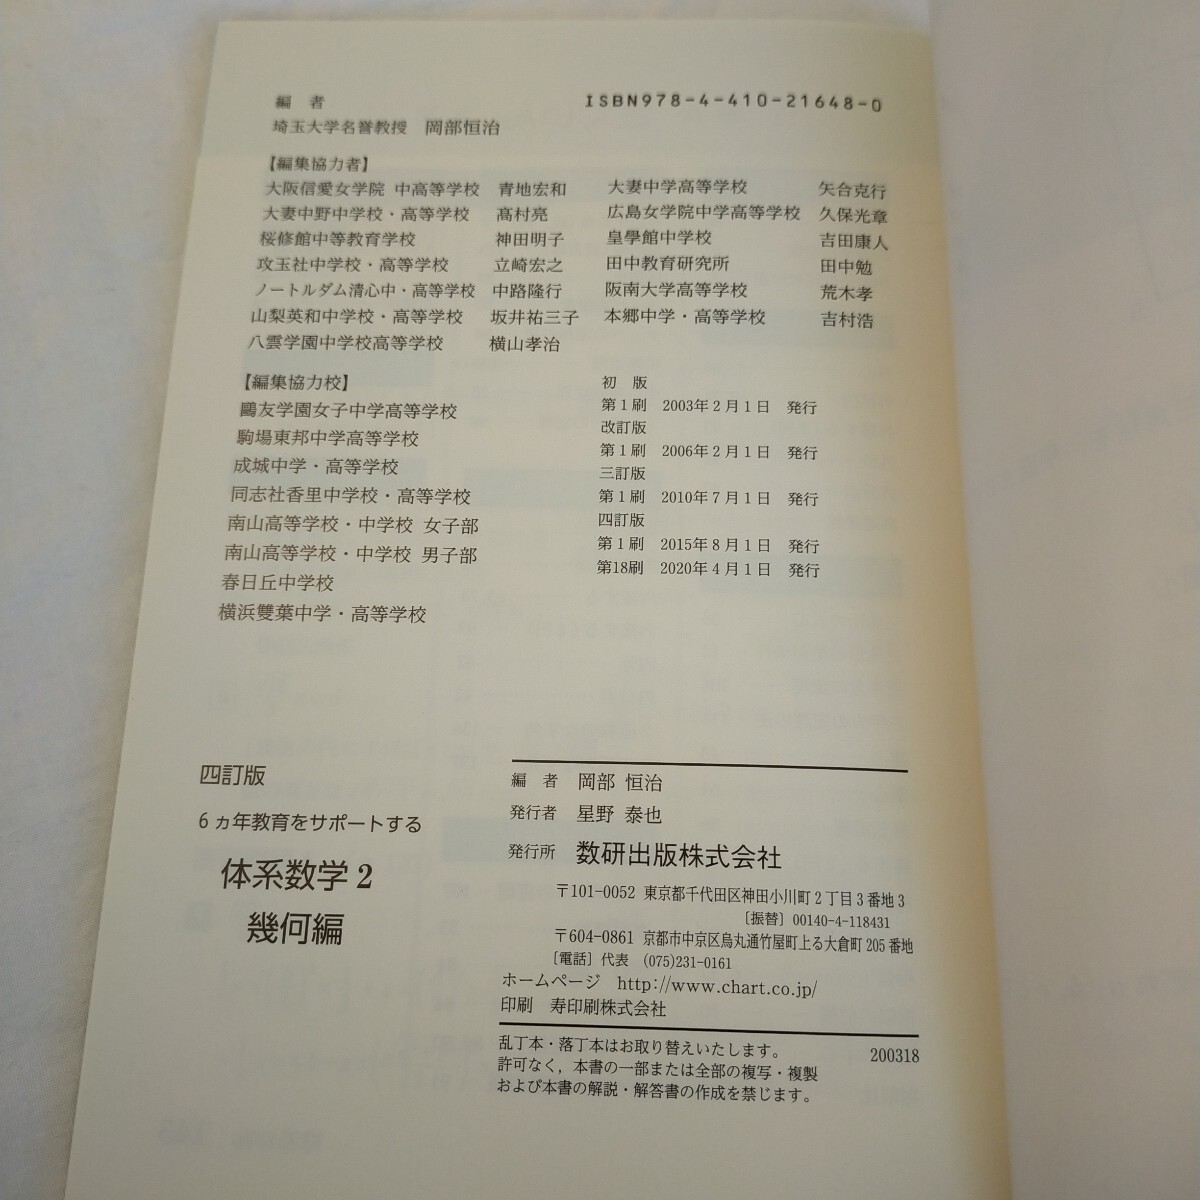 ISBN978-4-410-21648-0
編 者
埼玉大学名誉教授 岡部恒治
【編集協力者】
大阪信愛女学院 中高等学校 青地宏和
大妻中野中学校・高等学校 高村亮
桜修館中等教育学校 神田明子
攻玉社中学校・高等学校 立崎宏之
ノートルダム清心中・高等学校 中路隆行
山梨英和中学校・高等学校 坂井祐三子
八雲学園中学校高等学校 横山孝治
大妻中学高等学校 矢合克行
広島女学院中学高等学校 久保光章
皇學館中学校 吉田康人
田中教育研究所 田中勉
阪南大学高等学校 荒木孝
本郷中学・高等学校 吉村浩
【編集協力校】
鷗友学園女子中学高等学校
駒場東邦中学高等学校
成城中学・高等学校
同志社香里中学校・高等学校
南山高等学校・中学校 女子部
南山高等学校・中学校 男子部
春日丘中学校
横浜雙葉中学・高等学校
初 版
第1刷 2003年2月1日 発行
改訂版
第1刷 2006年2月1日 発行
三訂版
第1刷 2010年7月1日 発行
四訂版
第1刷 2015年8月1日 発行
第18刷 2020年4月1日 発行
四訂版
6ヵ年教育をサポートする
体系数学2
幾何編
編 者 岡部 恒治
発行者 星野 泰也
発行所 数研出版株式会社
〒101-0052 東京都千代田区神田小川町2丁目3番地3
〔振替〕00140-4-118431
〒604-0861 京都市中京区烏丸通竹屋町上る大倉町205番地
〔電話〕代表 (075)231-0161
ホームページ http://www.chart.co.jp/
印刷 寿印刷株式会社
乱丁本・落丁本はお取り替えいたします。 200318
許可なく，本書の一部または全部の複写・複製
および本書の解説・解答書の作成を禁じます。